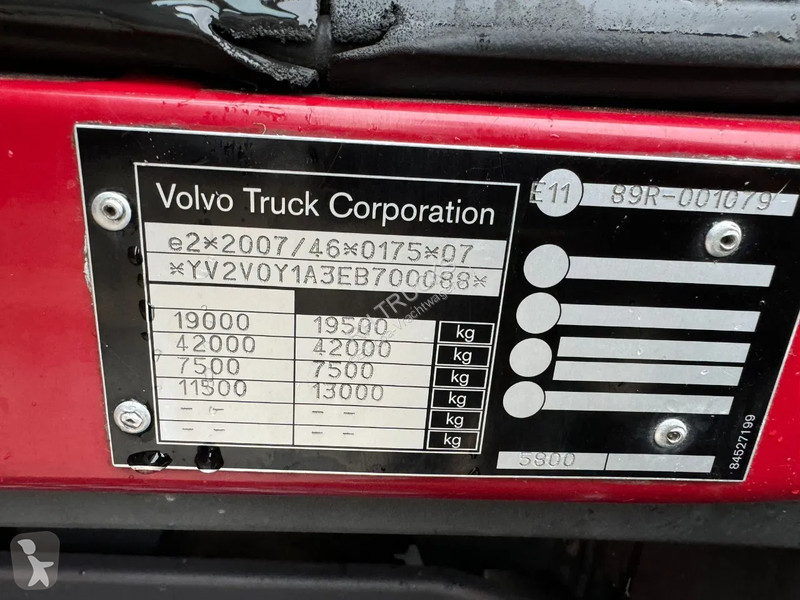 Volvo Truck Corporation
e2*2007/46*0175*07
*YV2V0Y1A3EB700088*
19000 19500 kg
42000 42000 kg
7500 7500 kg
11500 13000 kg
-- -- kg
-- -- kg
E11 89R-001079
5800
84527199